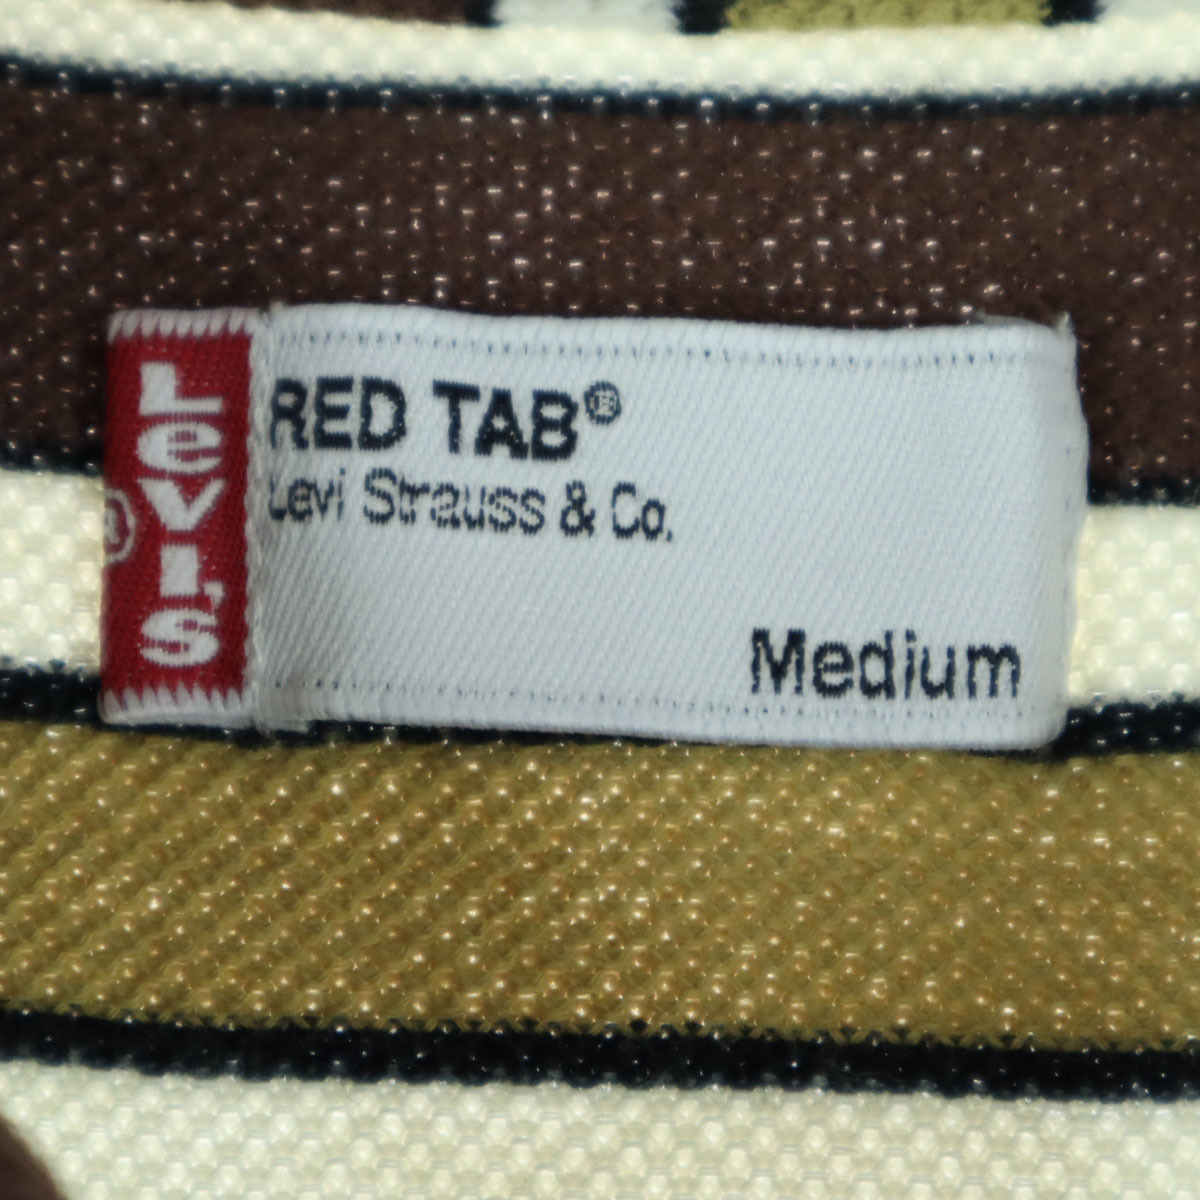 LEVI'S
®
RED TAB®
Levi Strauss & Co.
Medium